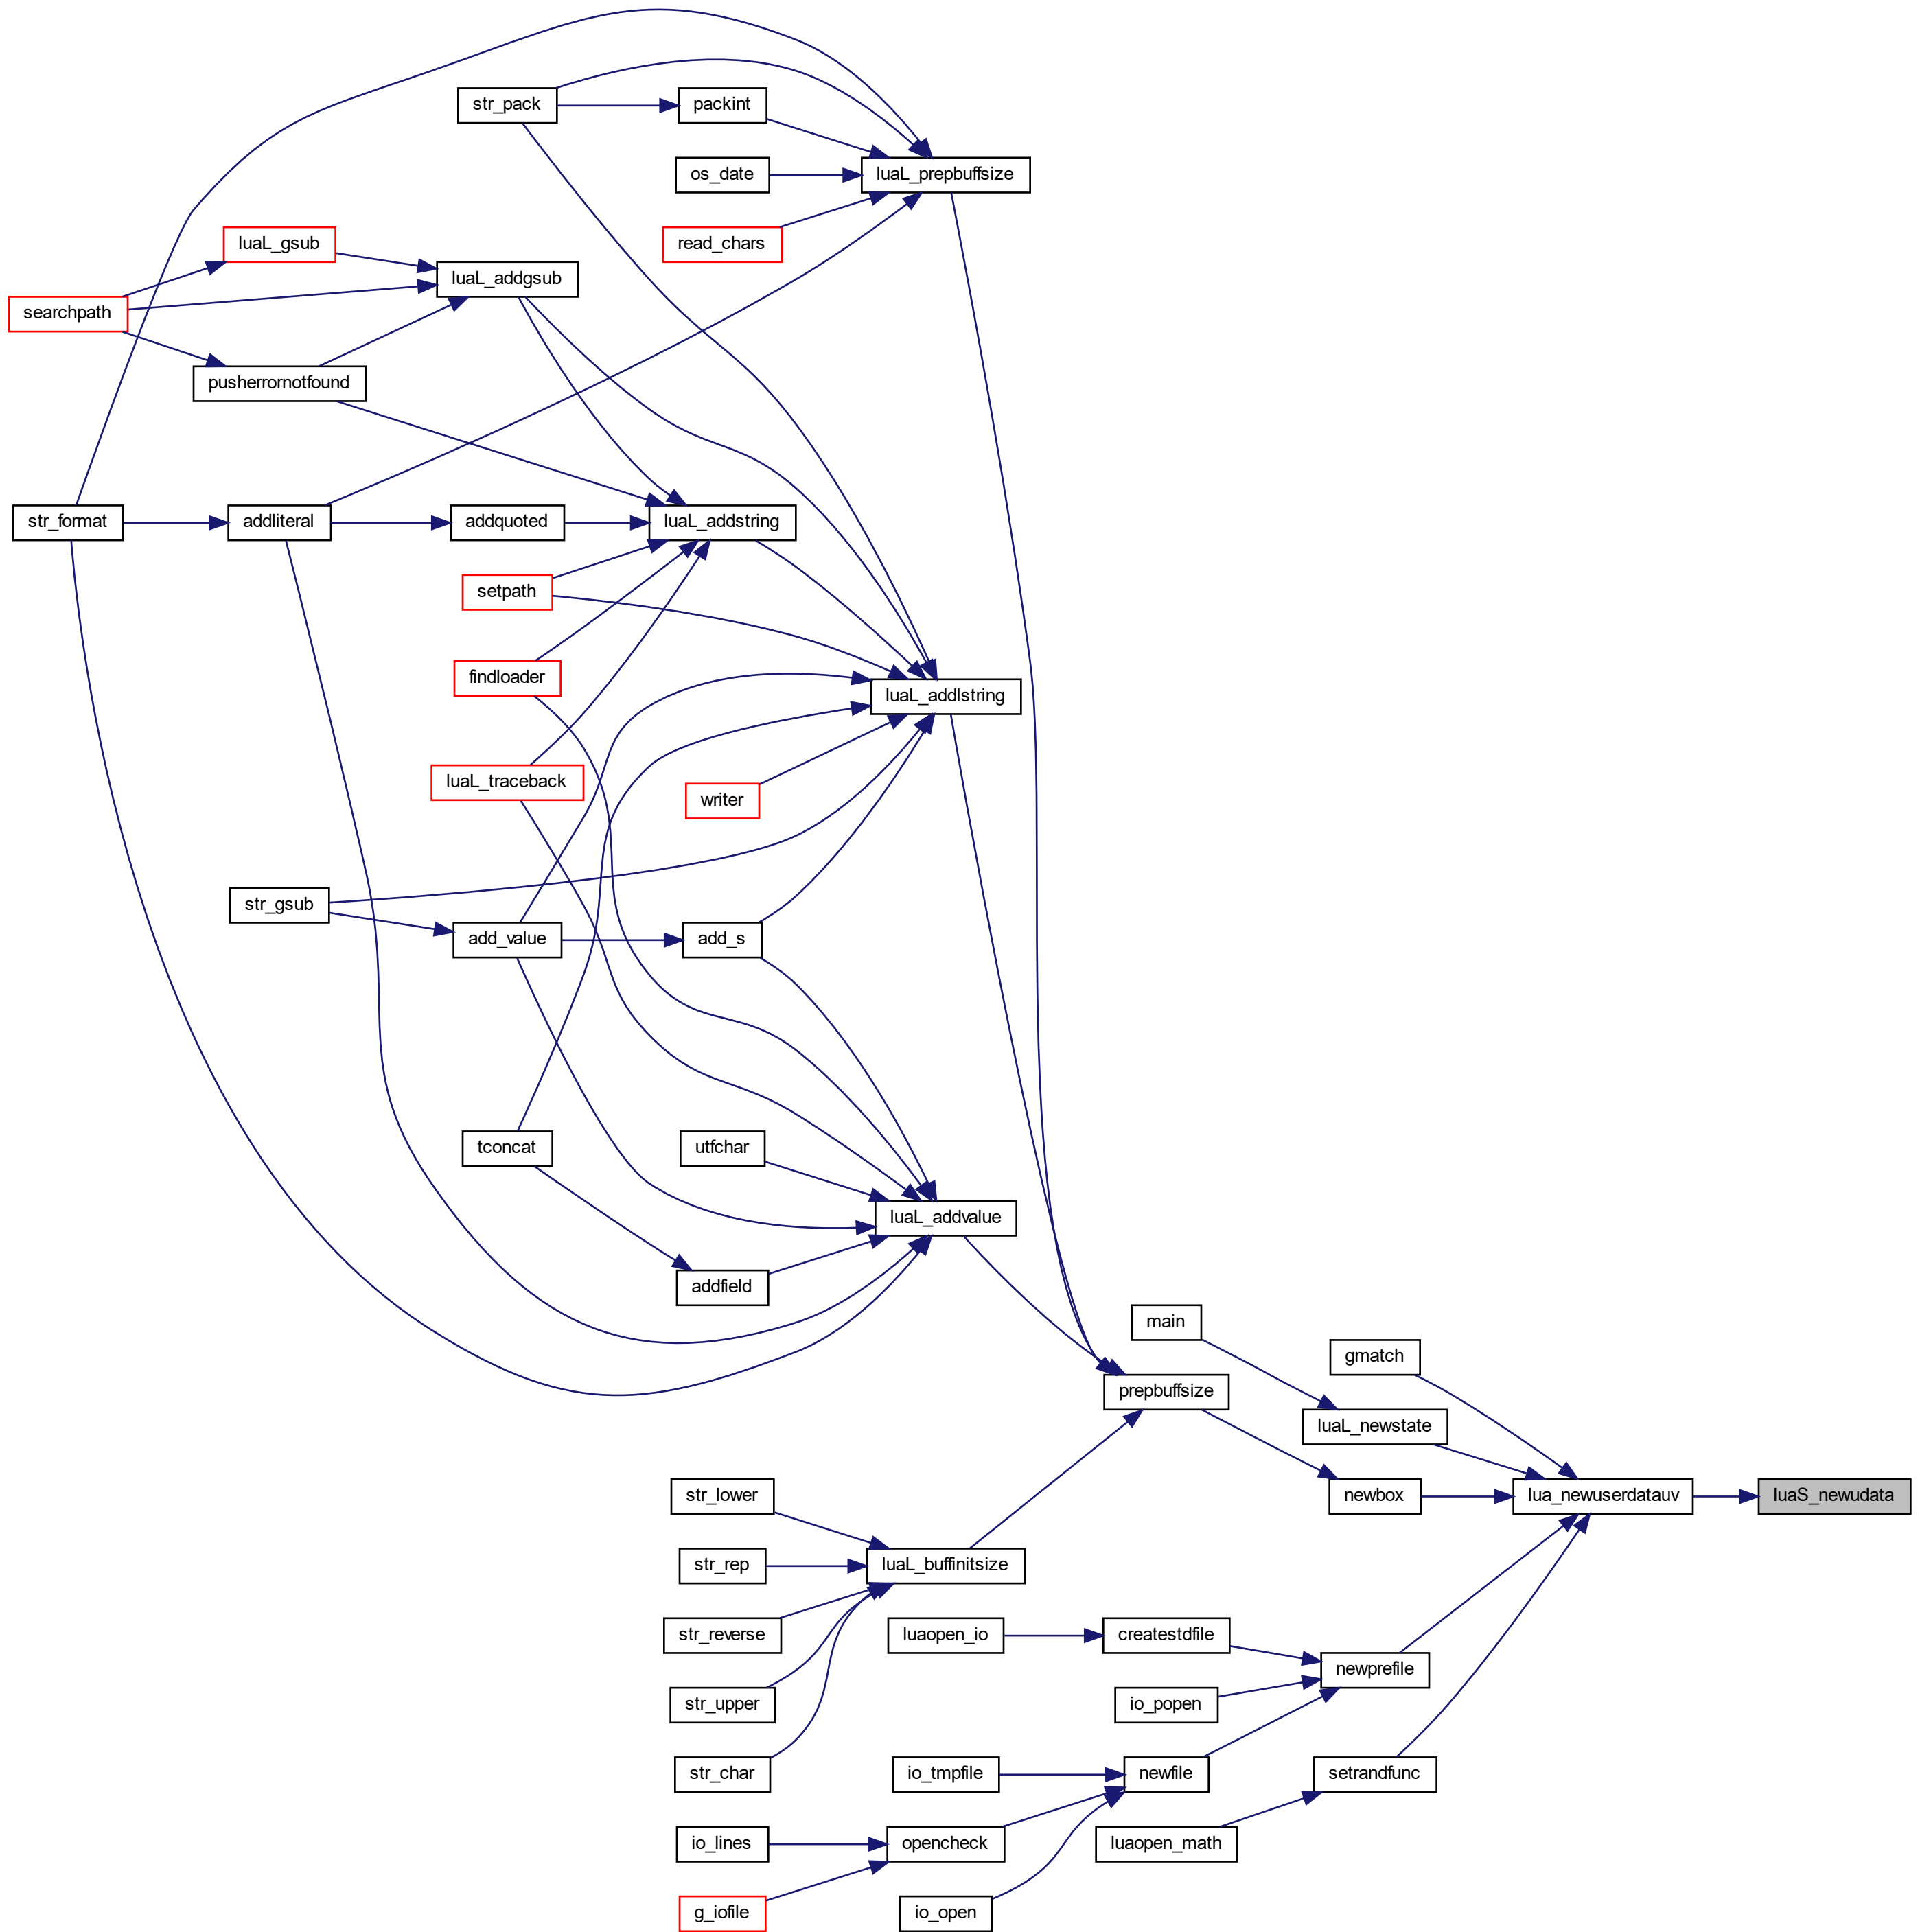 str_pack
packint
os_date
luaL_prepbuffsize
luaL_gsub
read_chars
luaL_addgsub
searchpath
pusherrornotfound
str_format
addliteral
addquoted
luaL_addstring
setpath
findloader
luaL_addlstring
luaL_traceback
writer
str_gsub
add_value
add_s
tconcat
utfchar
luaL_addvalue
addfield
main
gmatch
prepbuffsize
luaL_newstate
str_lower
newbox
lua_newuserdatauv
luaS_newudata
str_rep
luaL_buffinitsize
str_reverse
luaopen_io
createstdfile
newprefile
str_upper
io_popen
str_char
io_tmpfile
newfile
setrandfunc
io_lines
opencheck
luaopen_math
g_iofile
io_open